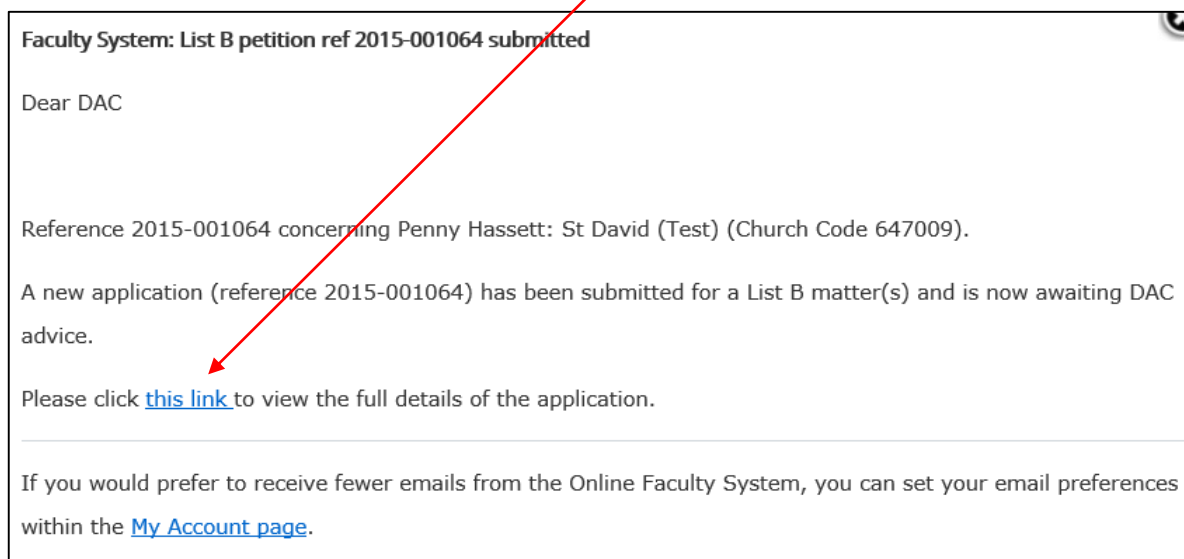 Faculty System: List B petition ref 2015-001064 submitted
Dear DAC
Reference 2015-001064 concerning Penny Hassett: St David (Test) (Church Code 647009).
A new application (reference 2015-001064) has been submitted for a List B matter(s) and is now awaiting DAC
advice.
Please click this link to view the full details of the application.
If you would prefer to receive fewer emails from the Online Faculty System, you can set your email preferences
within the My Account page.